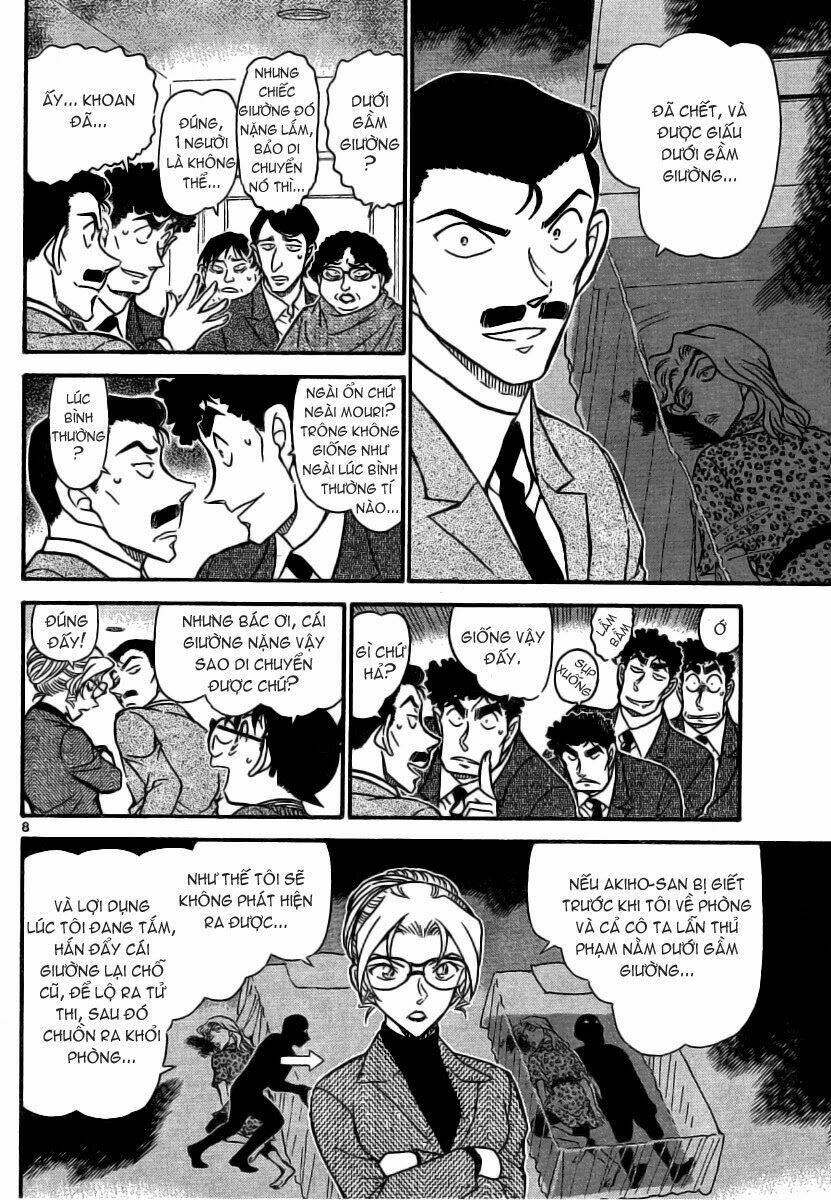 ĐÃ CHẾT, VÀ
ĐƯỢC GIẤU
DƯỚI GẦM
GIƯỜNG...
DƯỚI
GẦM
GIƯỜNG
?
NHƯNG
CHIẾC
GIƯỜNG ĐÓ
NẶNG LẮM,
BẢO DI
CHUYỂN
NÓ THÌ...
ĐÚNG,
1 NGƯỜI
LÀ KHÔNG
THỂ...
ẤY... KHOAN
ĐÃ...
NGÀI ỔN CHỨ
NGÀI MOURI?
TRÔNG KHÔNG
GIỐNG NHƯ
NGÀI LÚC BÌNH
THƯỜNG TÍ
NÀO...
LÚC
BÌNH
THƯỜNG?
Ớ
LẦM
BẦM
SỤP
XUỐNG
GIỐNG VẬY
ĐẤY.
GÌ CHỨ
HẢ?
NHƯNG BÁC ƠI, CÁI
GIƯỜNG NẶNG VẬY
SAO DI CHUYỂN
ĐƯỢC CHỨ?
ĐÚNG
ĐẤY!
8
NẾU AKIHO-SAN BỊ GIẾT
TRƯỚC KHI TÔI VỀ PHÒNG
VÀ CẢ CÔ TA LẪN THỦ
PHẠM NẰM DƯỚI GẦM
GIƯỜNG...
NHƯ THẾ TÔI SẼ
KHÔNG PHÁT HIỆN
RA ĐƯỢC...
VÀ LỢI DỤNG
LÚC TÔI ĐANG TẮM,
HẮN ĐẨY CÁI
GIƯỜNG LẠI CHỖ
CŨ, ĐỂ LỘ RA TỬ
THI, SAU ĐÓ
CHUỒN RA KHỎI
PHÒNG...